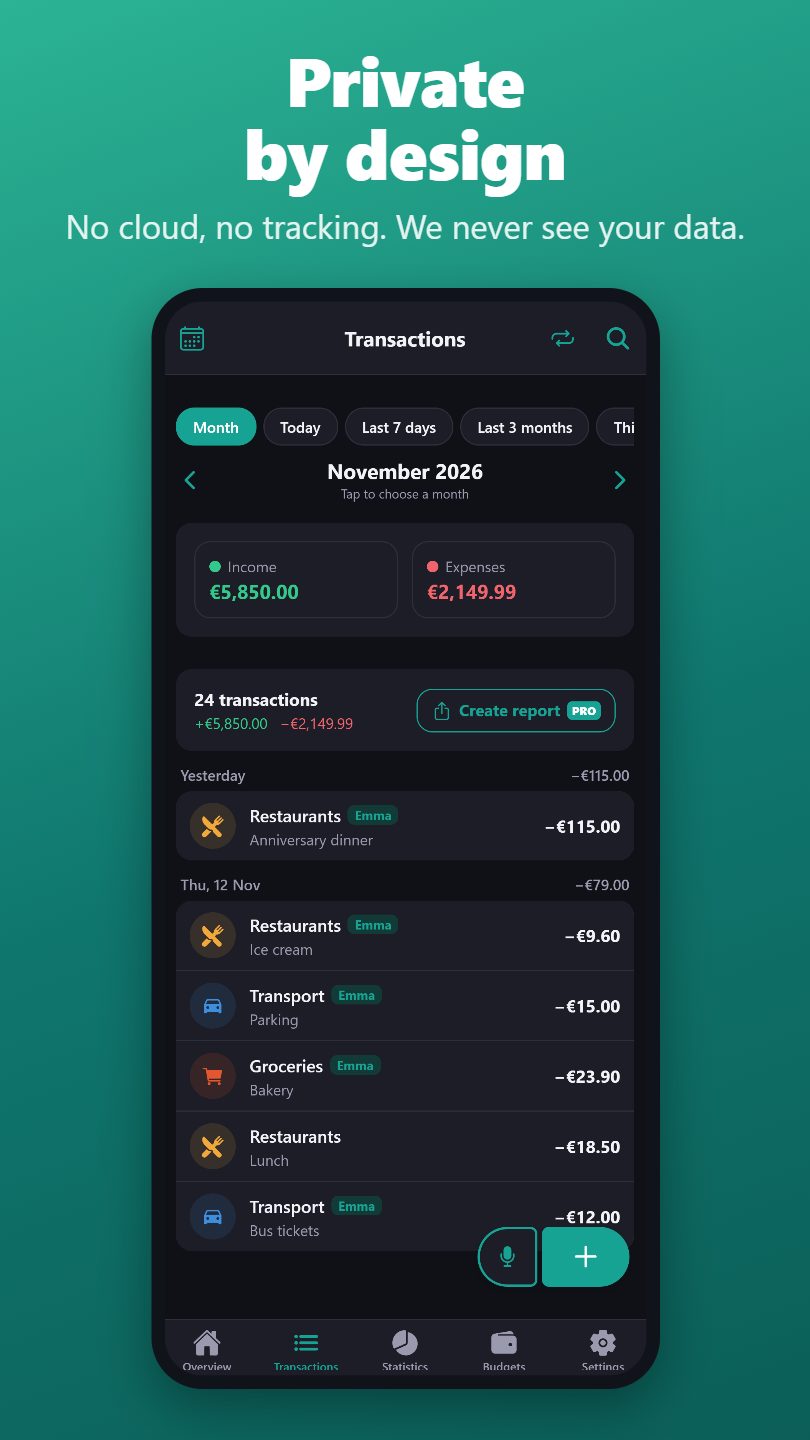 Private
by design
No cloud, no tracking. We never see your data.
Transactions
Month Today Last 7 days Last 3 months Thi
November 2026
Tap to choose a month
Income Expenses
€5,850.00 €2,149.99
24 transactions
+€5,850.00 −€2,149.99
Create report PRO
Yesterday −€115.00
Restaurants Emma
Anniversary dinner
−€115.00
Thu, 12 Nov −€79.00
Restaurants Emma
Ice cream
−€9.60
Transport Emma
Parking
−€15.00
Groceries Emma
Bakery
−€23.90
Restaurants
Lunch
−€18.50
Transport Emma
Bus tickets
−€12.00
Overview Transactions Statistics Budgets Settings